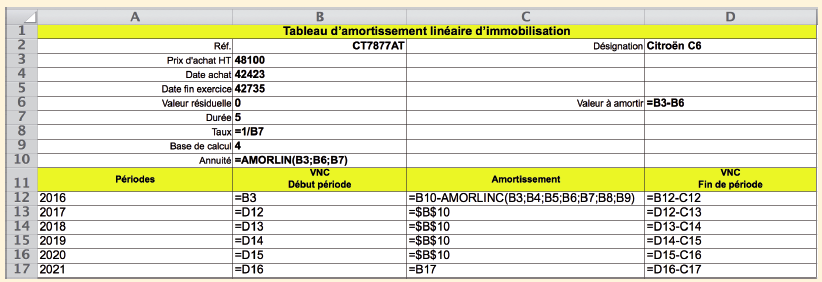 A B C D
1 Tableau d'amortissement linéaire d'immobilisation
2 Réf. CT7877AT Désignation Citroën C6
3 Prix d'achat HT 48100
4 Date achat 42423
5 Date fin exercice 42735
6 Valeur résiduelle 0 Valeur à amortir =B3-B6
7 Durée 5
8 Taux =1/B7
9 Base de calcul 4
10 Annuité =AMORLIN(B3;B6;B7)
11 Périodes VNC Début période Amortissement VNC Fin de période
12 2016 =B3 =B10-AMORLINC(B3;B4;B5;B6;B7;B8;B9) =B12-C12
13 2017 =D12 =$B$10 =D12-C13
14 2018 =D13 =$B$10 =D13-C14
15 2019 =D14 =$B$10 =D14-C15
16 2020 =D15 =$B$10 =D15-C16
17 2021 =D16 =B17 =D16-C17